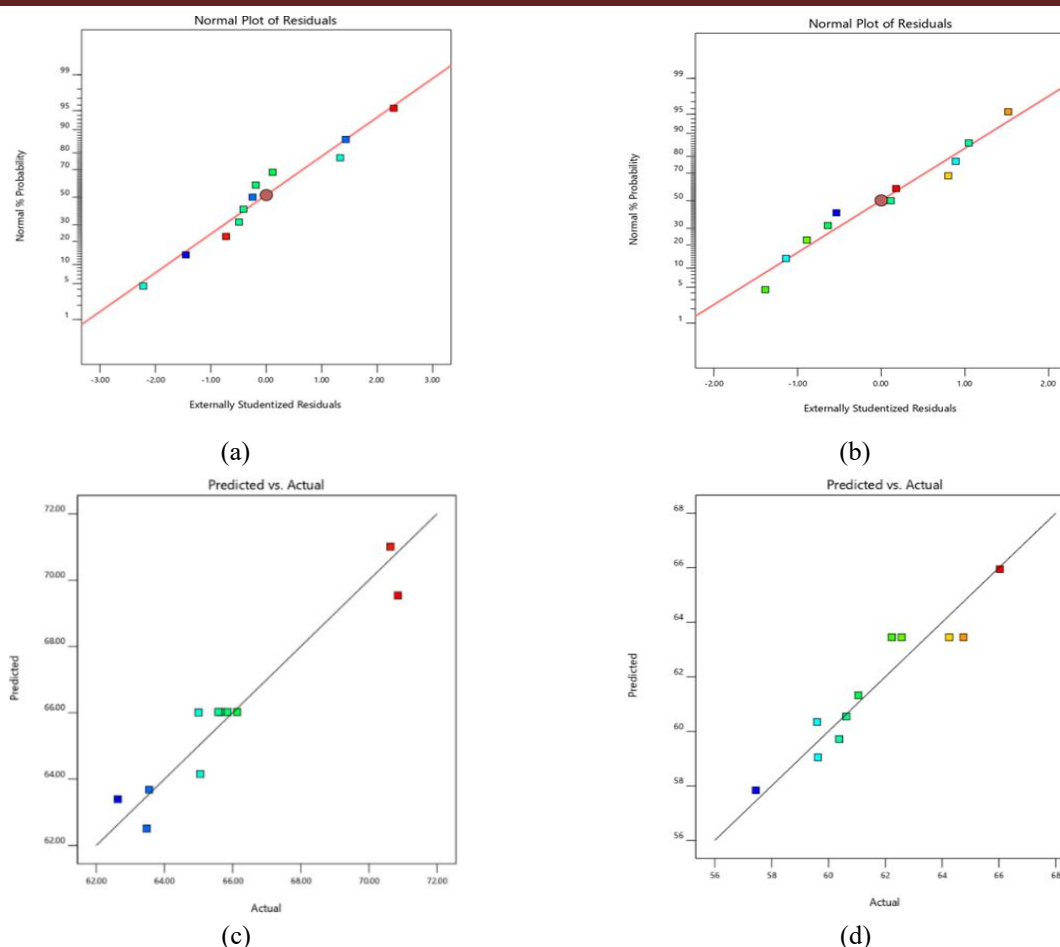 Normal Plot of Residuals
Normal % Probability
99
95
90
80
70
50
30
20
10
5
1
-3.00 -2.00 -1.00 0.00 1.00 2.00 3.00
Externally Studentized Residuals
(a)
Normal Plot of Residuals
Normal % Probability
99
95
90
80
70
50
30
20
10
5
1
-2.00 -1.00 0.00 1.00 2.00
Externally Studentized Residuals
(b)
Predicted vs. Actual
Predicted
72.00
70.00
68.00
66.00
64.00
62.00
62.00 64.00 66.00 68.00 70.00 72.00
Actual
(c)
Predicted vs. Actual
Predicted
68
66
64
62
60
58
56
56 58 60 62 64 66 68
Actual
(d)